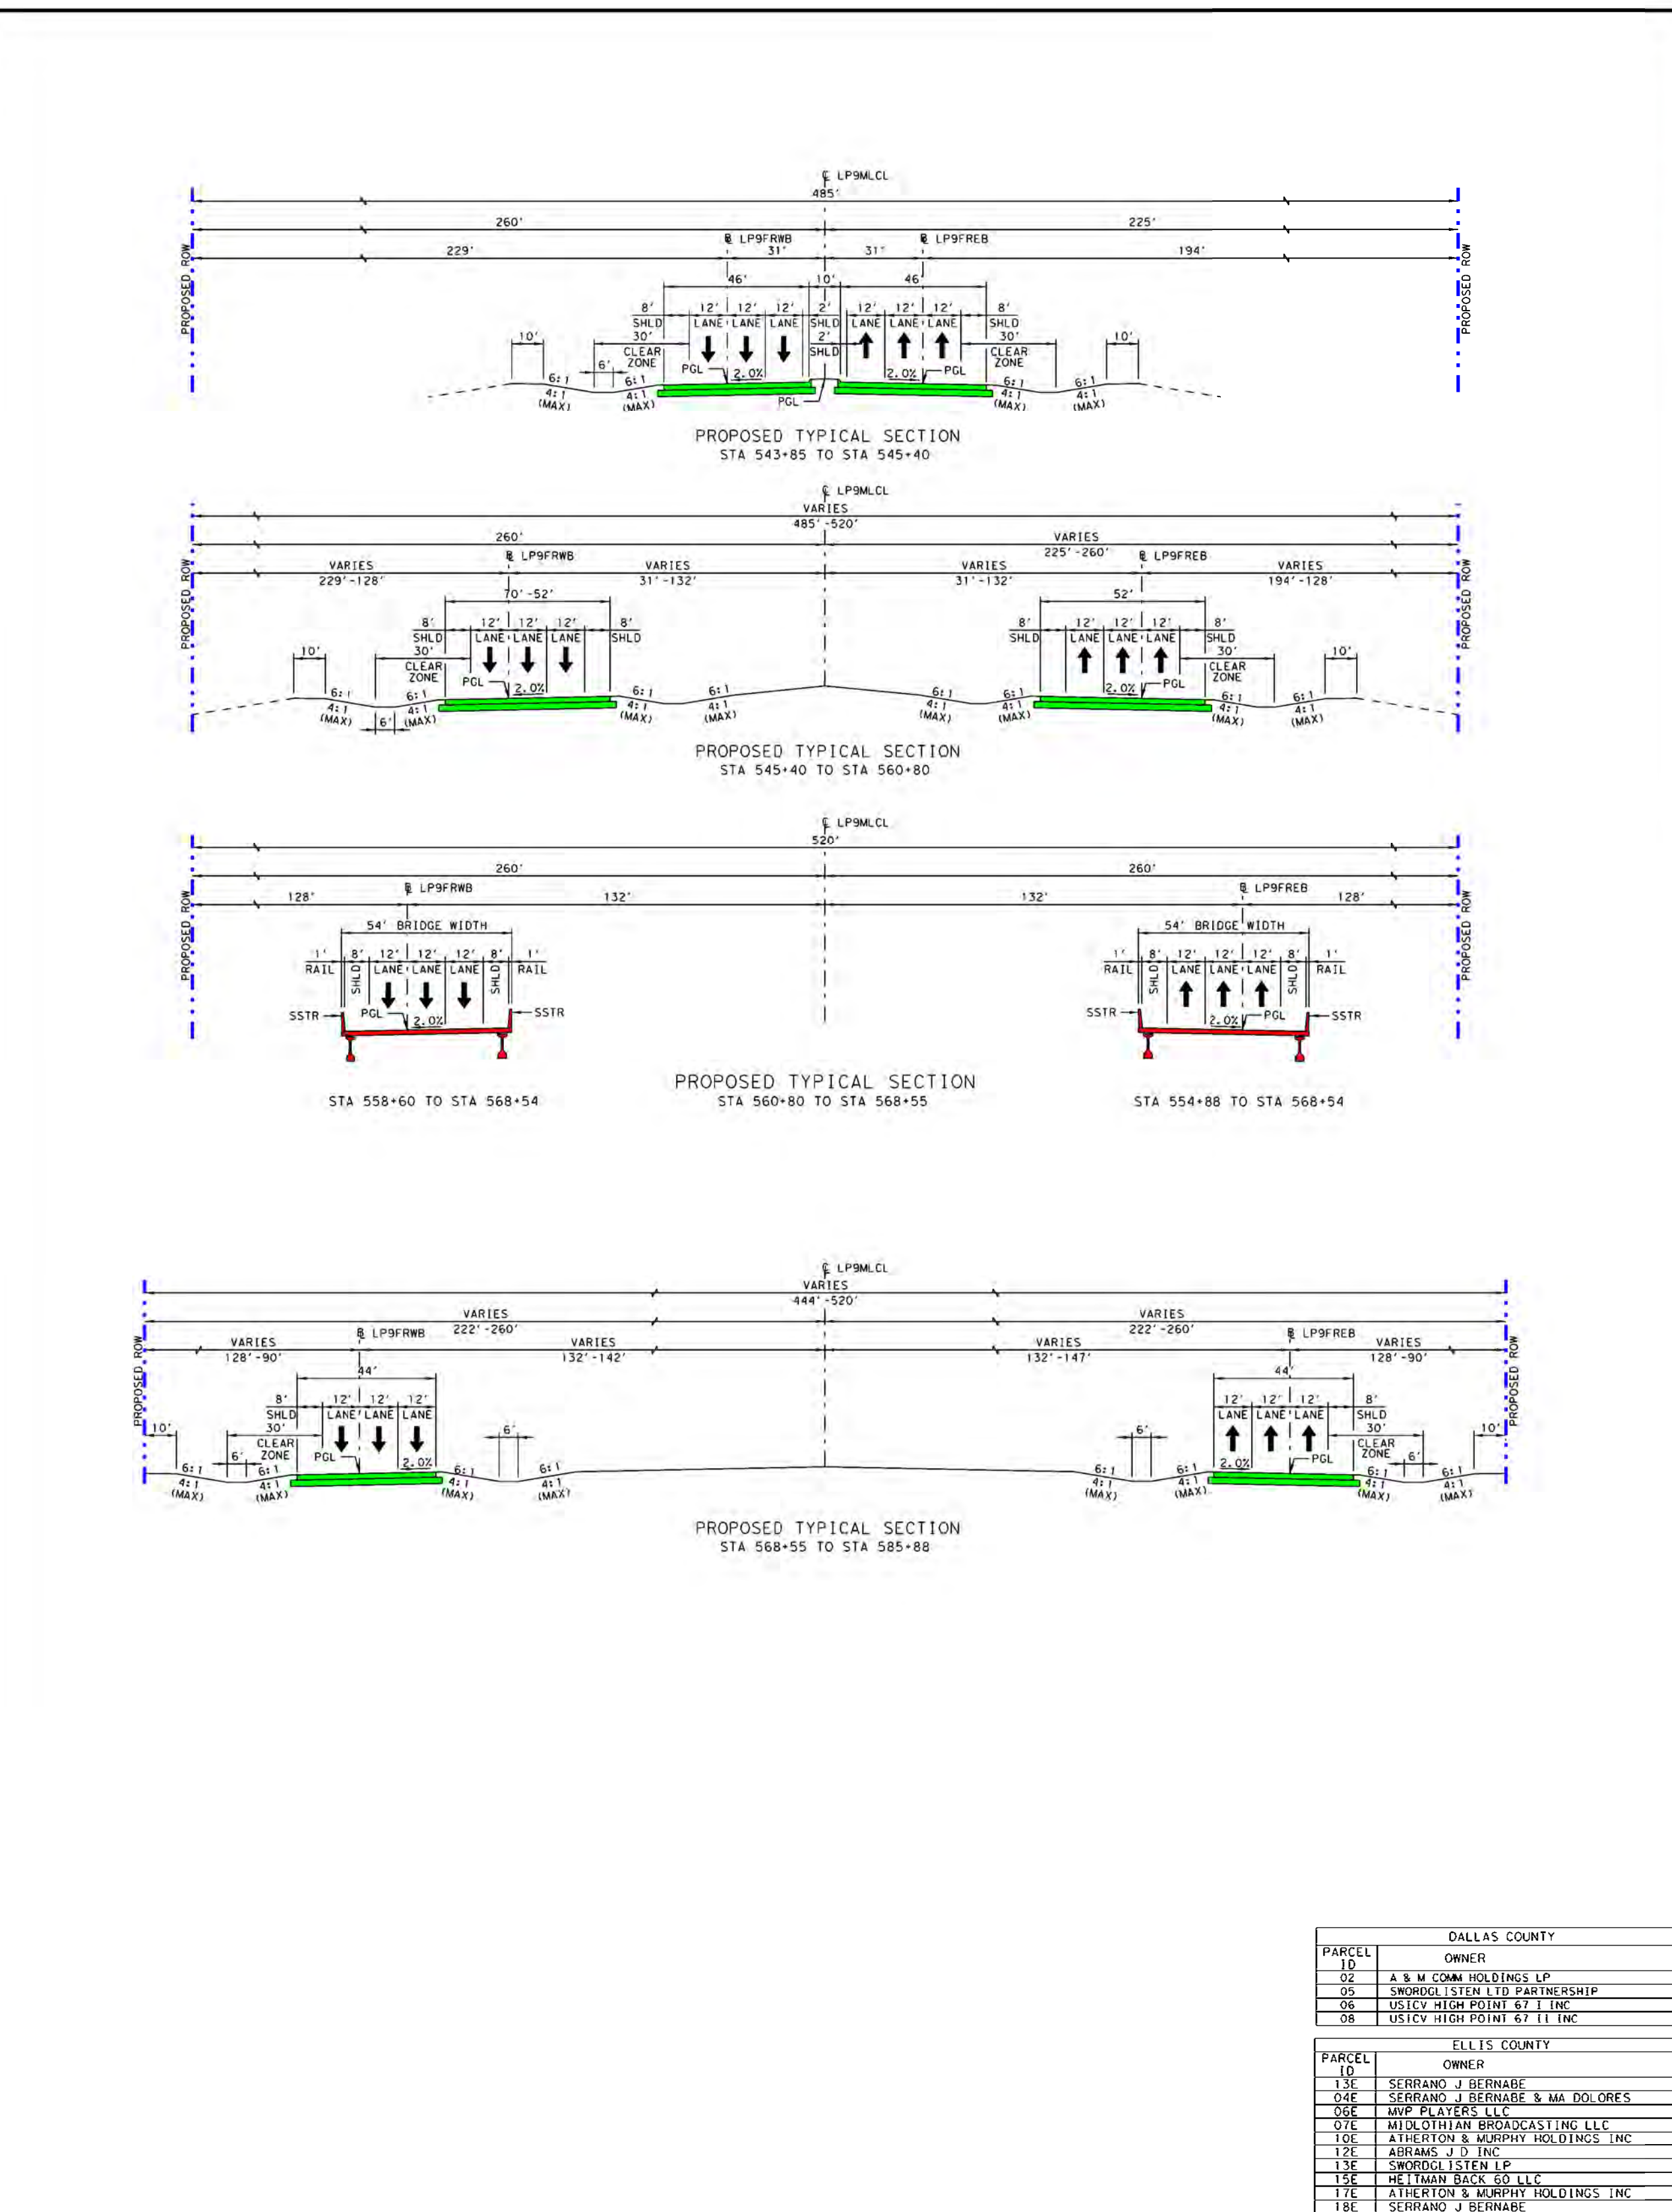 ℄ LP9MLCL
485'
260' 225'
℄ LP9FRWB ℄ LP9FREB
229' 31' 31' 194'
PROPOSED ROW PROPOSED ROW
46' 10' 46'
8' 12' 12' 12' 2' 12' 12' 12' 8'
SHLD LANE LANE LANE SHLD LANE LANE LANE SHLD
10' 30' 2' 30' 10'
CLEAR ZONE SHLD CLEAR ZONE
6' PGL 2.0% 2.0% PGL
6:1 6:1 6:1 6:1
4:1 4:1 PGL 4:1 4:1
(MAX) (MAX) (MAX) (MAX)
PROPOSED TYPICAL SECTION
STA 543+85 TO STA 545+40
℄ LP9MLCL
VARIES
485'-520'
260' VARIES
225'-260'
℄ LP9FRWB ℄ LP9FREB
VARIES VARIES VARIES VARIES
229'-128' 31'-132' 31'-132' 194'-128'
PROPOSED ROW PROPOSED ROW
70'-52' 52'
8' 12' 12' 12' 8' 8' 12' 12' 12' 8'
SHLD LANE LANE LANE SHLD SHLD LANE LANE LANE SHLD
10' 30' 30' 10'
CLEAR ZONE CLEAR ZONE
PGL 2.0% 2.0% PGL
6:1 6:1 6:1 6:1 6:1 6:1 6:1 6:1
4:1 4:1 4:1 4:1 4:1 4:1 4:1 4:1
(MAX) 6' (MAX) (MAX) (MAX) (MAX) (MAX) (MAX) (MAX)
PROPOSED TYPICAL SECTION
STA 545+40 TO STA 560+80
℄ LP9MLCL
520'
260' 260'
℄ LP9FRWB ℄ LP9FREB
128' 132' 132' 128'
PROPOSED ROW PROPOSED ROW
54' BRIDGE WIDTH 54' BRIDGE WIDTH
1' 8' 12' 12' 12' 8' 1' 1' 8' 12' 12' 12' 8' 1'
RAIL SHLD LANE LANE LANE SHLD RAIL RAIL SHLD LANE LANE LANE SHLD RAIL
SSTR PGL 2.0% SSTR SSTR 2.0% PGL SSTR
PROPOSED TYPICAL SECTION
STA 558+60 TO STA 568+54 STA 560+80 TO STA 568+55 STA 554+88 TO STA 568+54
℄ LP9MLCL
VARIES
444'-520'
VARIES VARIES
222'-260' 222'-260'
℄ LP9FRWB ℄ LP9FREB
VARIES VARIES VARIES VARIES
128'-90' 132'-142' 132'-147' 128'-90'
PROPOSED ROW PROPOSED ROW
44' 44'
8' 12' 12' 12' 12' 12' 12' 8'
SHLD LANE LANE LANE LANE LANE LANE SHLD
10' 30' 6' 6' 30' 10'
CLEAR ZONE CLEAR ZONE
6' PGL 2.0% 2.0% PGL 6'
6:1 6:1 6:1 6:1 6:1 6:1 6:1 6:1
4:1 4:1 4:1 4:1 4:1 4:1 4:1 4:1
(MAX) (MAX) (MAX) (MAX) (MAX) (MAX) (MAX) (MAX)
PROPOSED TYPICAL SECTION
STA 568+55 TO STA 585+88
DALLAS COUNTY
PARCEL ID OWNER
02 A & M COMM HOLDINGS LP
05 SWORDGLISTEN LTD PARTNERSHIP
06 USICV HIGH POINT 67 I INC
08 USICV HIGH POINT 67 II INC
ELLIS COUNTY
PARCEL ID OWNER
13E SERRANO J BERNABE
04E SERRANO J BERNABE & MA DOLORES
06E MVP PLAYERS LLC
07E MIDLOTHIAN BROADCASTING LLC
10E ATHERTON & MURPHY HOLDINGS INC
12E ABRAMS J D INC
13E SWORDGLISTEN LP
15E HEITMAN BACK 60 LLC
17E ATHERTON & MURPHY HOLDINGS INC
18E SERRANO J BERNABE